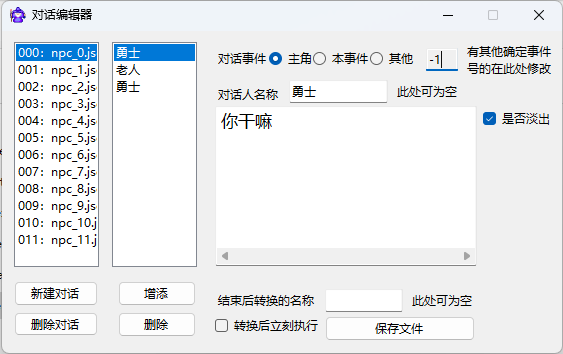 对话编辑器
000: npc_0.js
001: npc_1.js
002: npc_2.js
003: npc_3.js
004: npc_4.js
005: npc_5.js
006: npc_6.js
007: npc_7.js
008: npc_8.js
009: npc_9.js
010: npc_10.j
011: npc_11.j
勇士
老人
勇士
新建对话
增添
删除对话
删除
对话事件 主角 本事件 其他 -1 有其他确定事件
号的在此处修改
对话人名称 勇士 此处可为空
你干嘛
是否淡出
结束后转换的名称 此处可为空
转换后立刻执行 保存文件